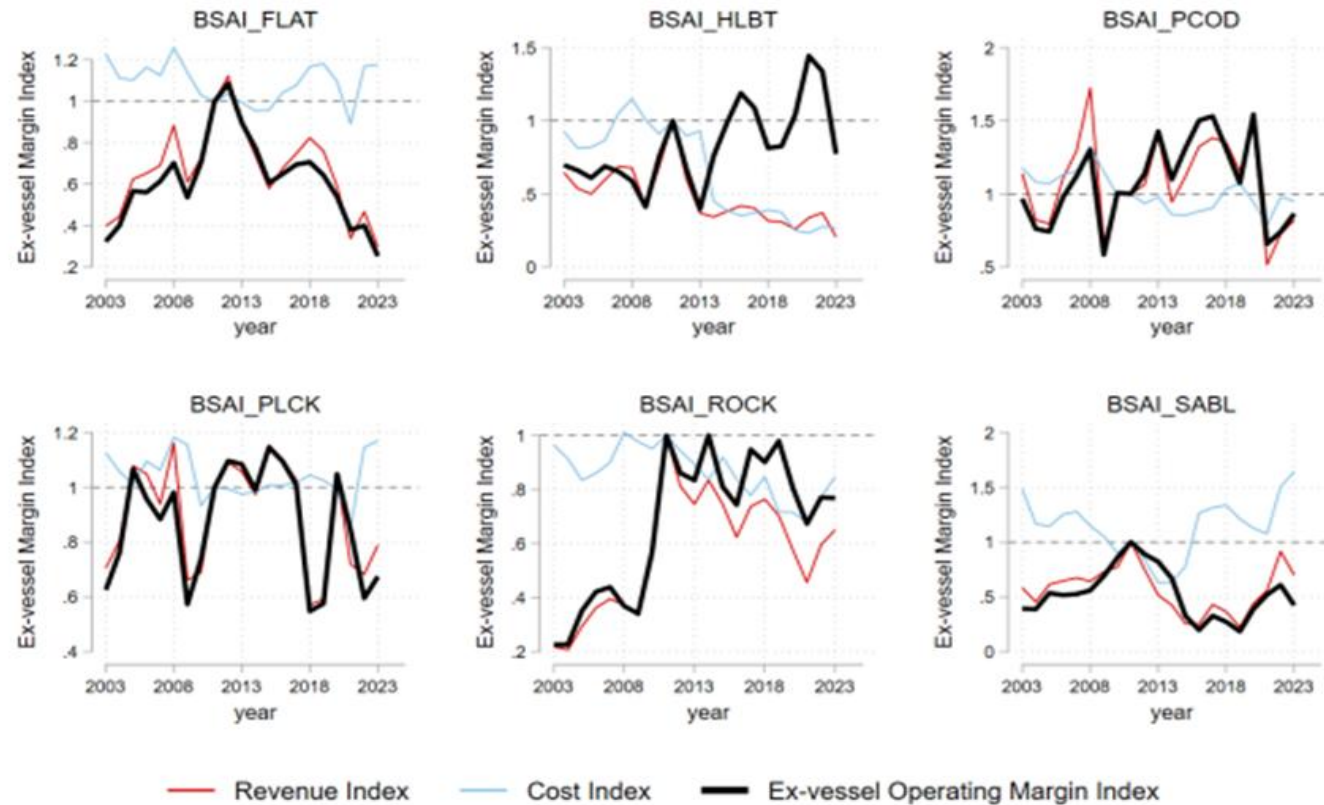 BSAI_FLAT
Ex-vessel Margin Index
1.2
1
.8
.6
.4
.2
2003 2008 2013 2018 2023
year
BSAI_HLBT
Ex-vessel Margin Index
1.5
1
.5
0
2003 2008 2013 2018 2023
year
BSAI_PCOD
Ex-vessel Margin Index
2
1.5
1
.5
2003 2008 2013 2018 2023
year
BSAI_PLCK
Ex-vessel Margin Index
1.2
1
.8
.6
.4
2003 2008 2013 2018 2023
year
BSAI_ROCK
Ex-vessel Margin Index
1
.8
.6
.4
.2
2003 2008 2013 2018 2023
year
BSAI_SABL
Ex-vessel Margin Index
2
1.5
1
.5
0
2003 2008 2013 2018 2023
year
Revenue Index Cost Index Ex-vessel Operating Margin Index